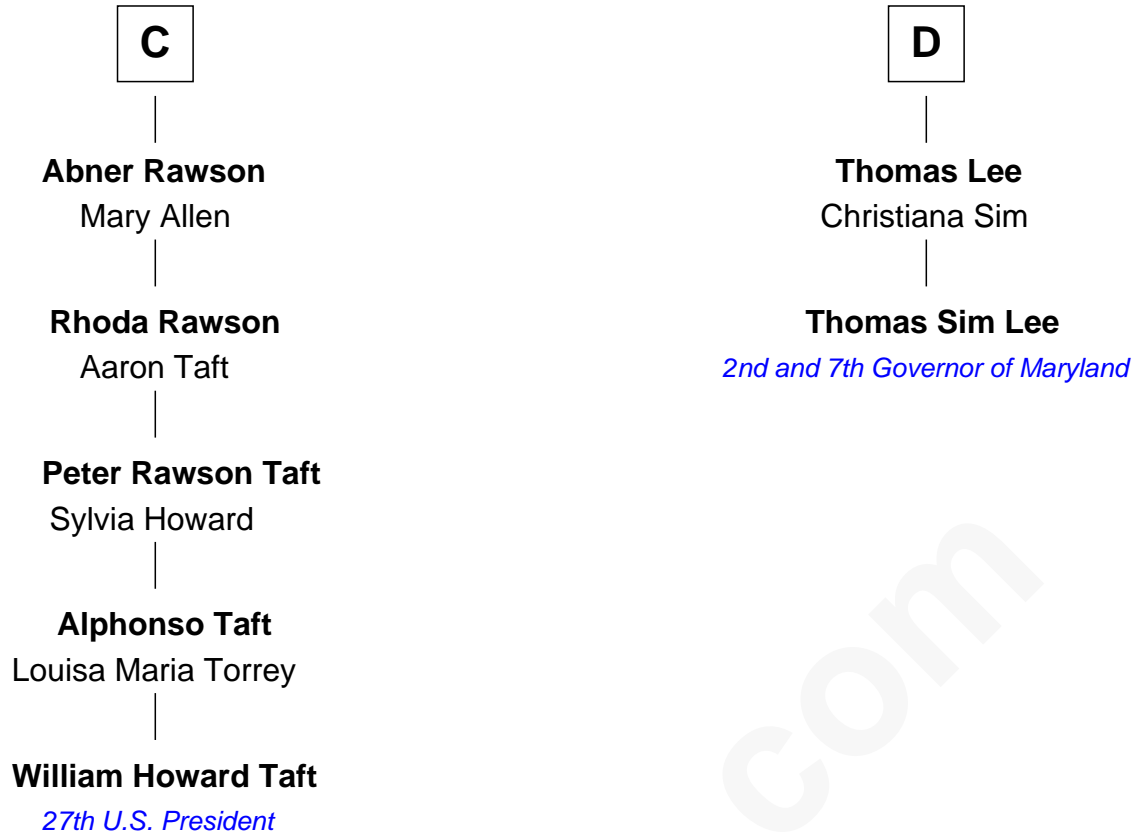 C
Abner Rawson
Mary Allen
Rhoda Rawson
Aaron Taft
Peter Rawson Taft
Sylvia Howard
Alphonso Taft
Louisa Maria Torrey
William Howard Taft
27th U.S. President
D
Thomas Lee
Christiana Sim
Thomas Sim Lee
2nd and 7th Governor of Maryland
com